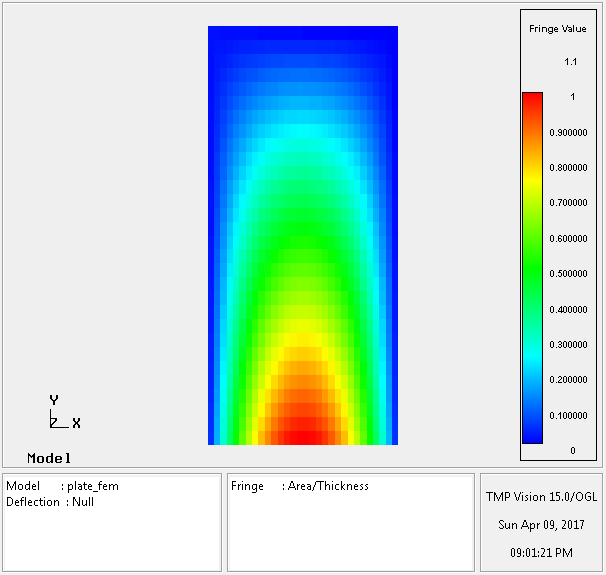 Fringe Value
1.1
1
0.900000
0.800000
0.700000
0.600000
0.500000
0.400000
0.300000
0.200000
0.100000
0
Y
Z X
Model
Model : plate_fem
Deflection : Null
Fringe : Area/Thickness
TMP Vision 15.0/OGL
Sun Apr 09, 2017
09:01:21 PM